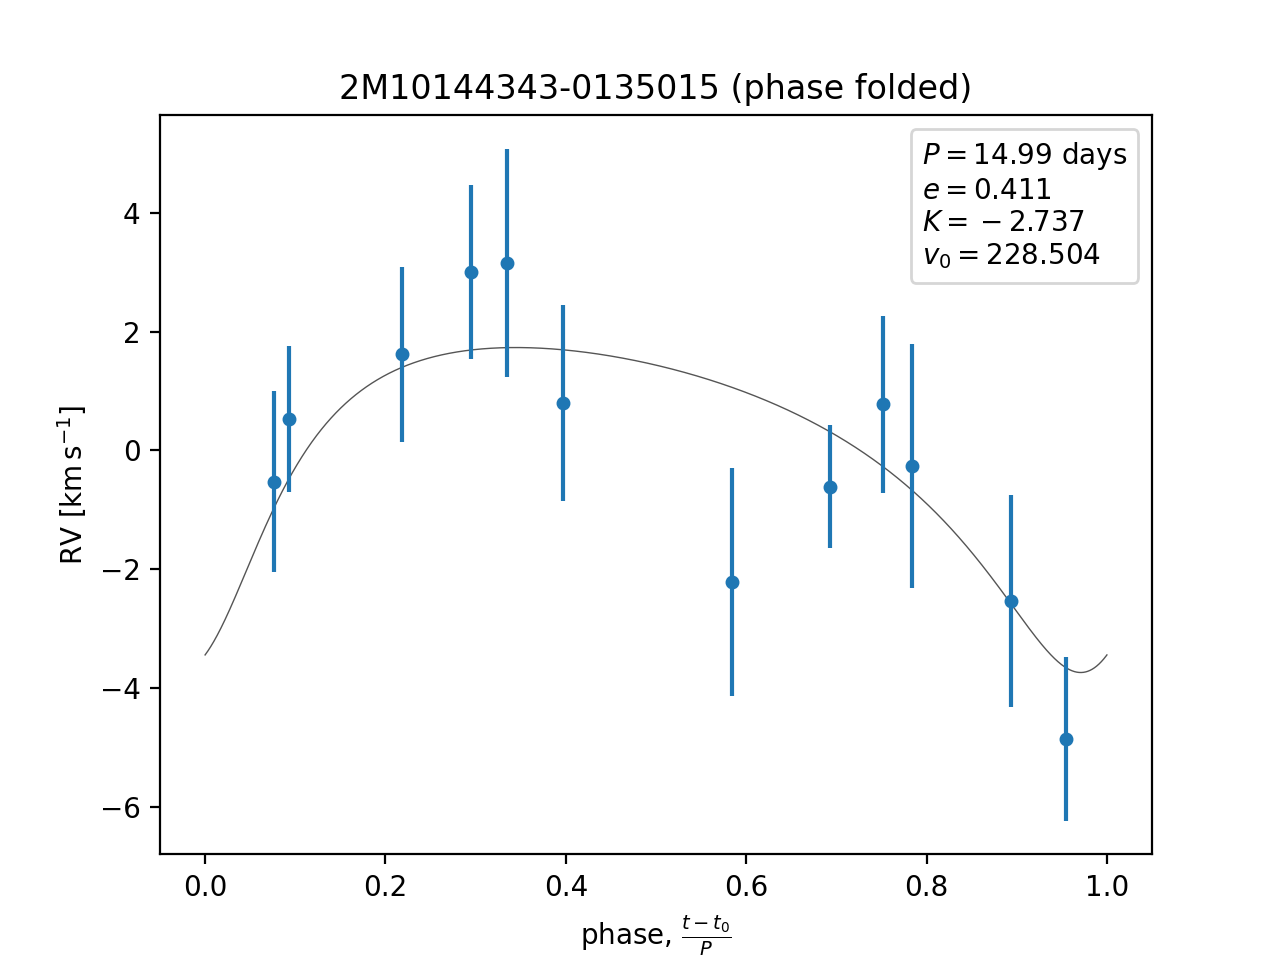 2M10144343-0135015 (phase folded)
P = 14.99 days
e = 0.411
K = −2.737
v₀ = 228.504
RV [km s⁻¹]
4
2
0
−2
−4
−6
0.0 0.2 0.4 0.6 0.8 1.0
phase, (t − t₀)/P